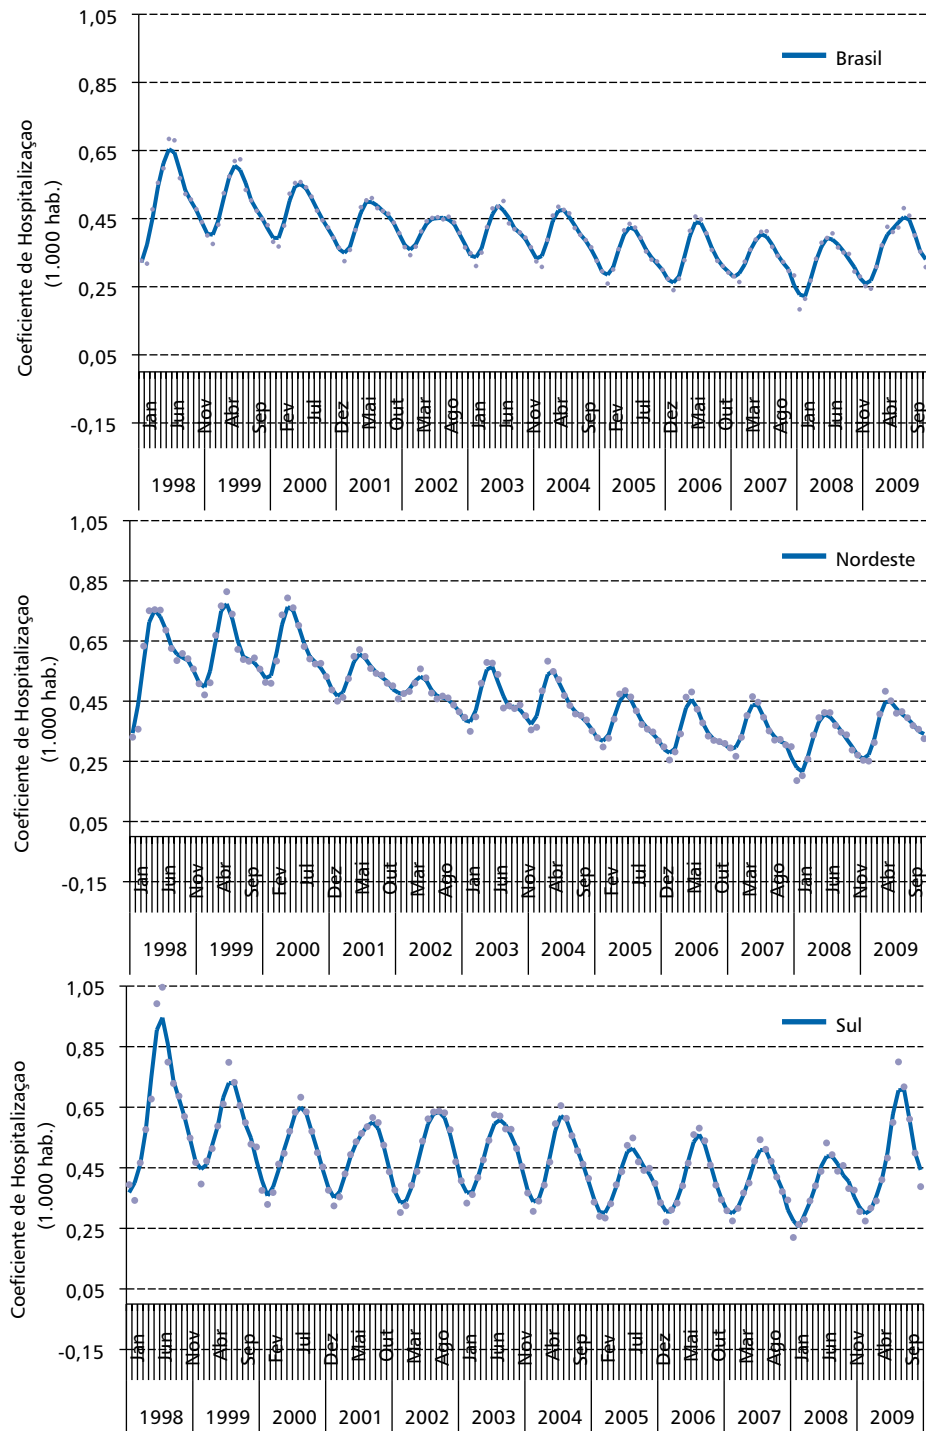 1,05
Brasil
0,85
0,65
0,45
0,25
0,05
-0,15
Coeficiente de Hospitalizaçao
(1.000 hab.)
Jan Jun Nov Abr Sep Fev Jul Dez Mai Out Mar Ago Jan Jun Nov Abr Sep Fev Jul Dez Mai Out Mar Ago Jan Jun Nov Abr Sep
1998 1999 2000 2001 2002 2003 2004 2005 2006 2007 2008 2009
1,05
Nordeste
0,85
0,65
0,45
0,25
0,05
-0,15
Coeficiente de Hospitalizaçao
(1.000 hab.)
Jan Jun Nov Abr Sep Fev Jul Dez Mai Out Mar Ago Jan Jun Nov Abr Sep Fev Jul Dez Mai Out Mar Ago Jan Jun Nov Abr Sep
1998 1999 2000 2001 2002 2003 2004 2005 2006 2007 2008 2009
1,05
Sul
0,85
0,65
0,45
0,25
0,05
-0,15
Coeficiente de Hospitalizaçao
(1.000 hab.)
Jan Jun Nov Abr Sep Fev Jul Dez Mai Out Mar Ago Jan Jun Nov Abr Sep Fev Jul Dez Mai Out Mar Ago Jan Jun Nov Abr Sep
1998 1999 2000 2001 2002 2003 2004 2005 2006 2007 2008 2009